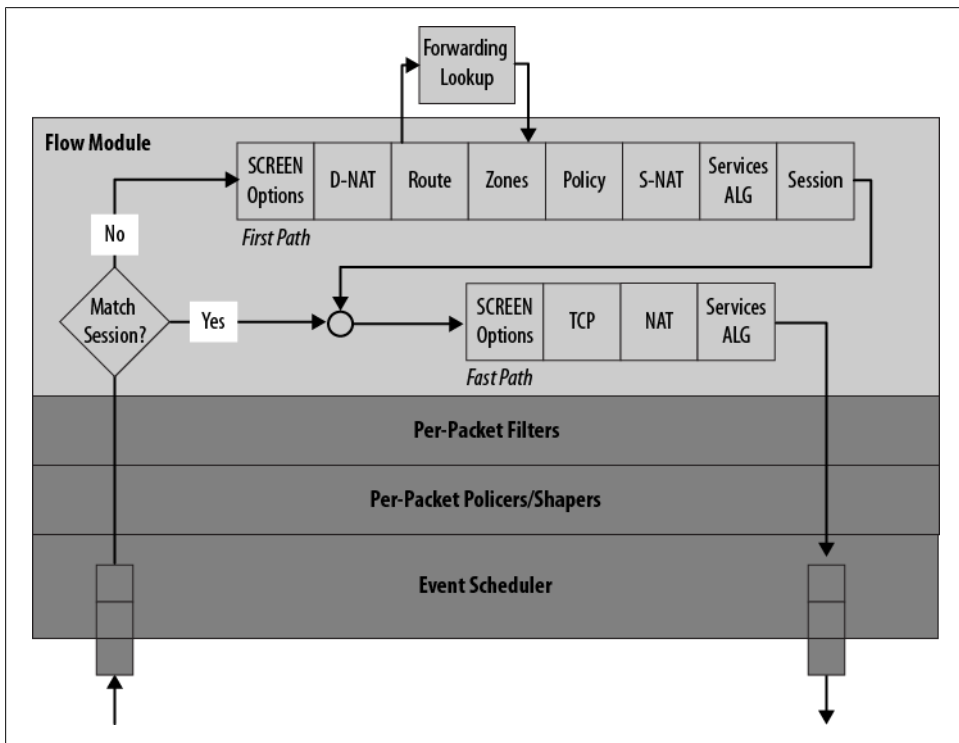 Forwarding
Lookup
Flow Module
SCREEN
Options
D-NAT
Route
Zones
Policy
S-NAT
Services
ALG
Session
First Path
No
Match
Session?
Yes
SCREEN
Options
TCP
NAT
Services
ALG
Fast Path
Per-Packet Filters
Per-Packet Policers/Shapers
Event Scheduler